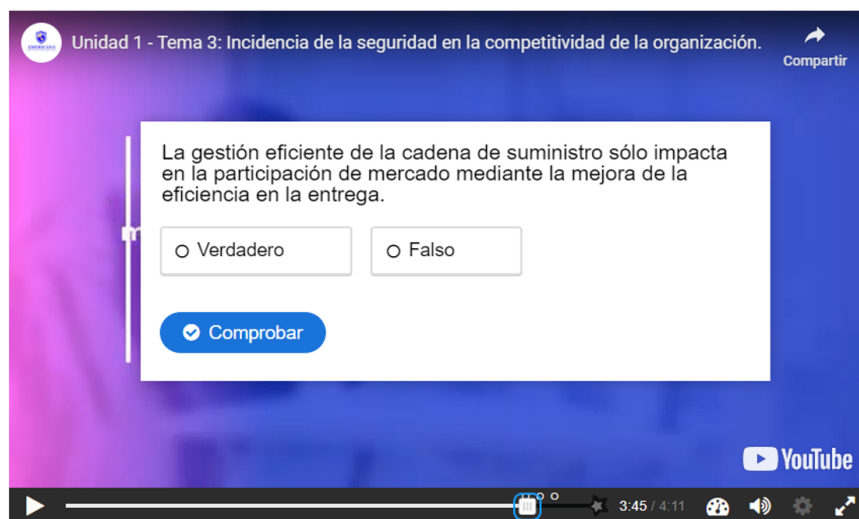 AMERICANA
Unidad 1 - Tema 3: Incidencia de la seguridad en la competitividad de la organización.
Compartir
La gestión eficiente de la cadena de suministro sólo impacta
en la participación de mercado mediante la mejora de la
eficiencia en la entrega.
Verdadero
Falso
Comprobar
YouTube
3:45 / 4:11